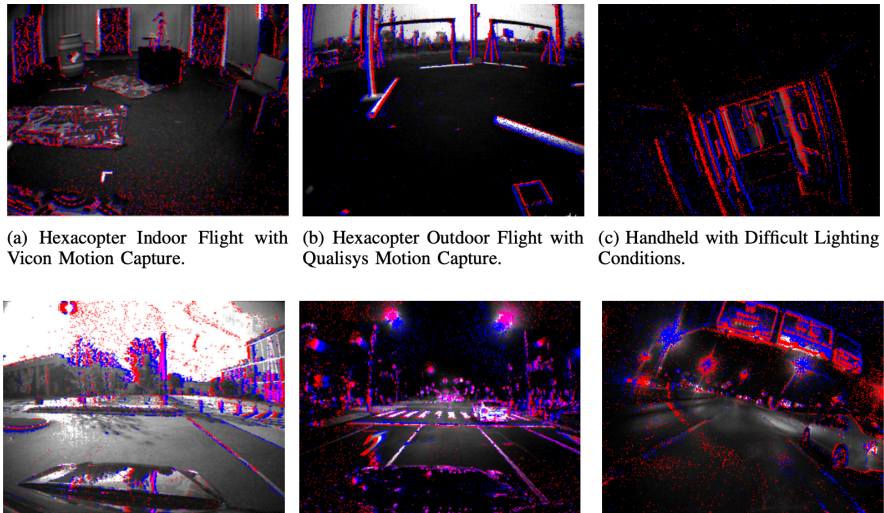 (a) Hexacopter Indoor Flight with
Vicon Motion Capture.
(b) Hexacopter Outdoor Flight with
Qualisys Motion Capture.
(c) Handheld with Difficult Lighting
Conditions.